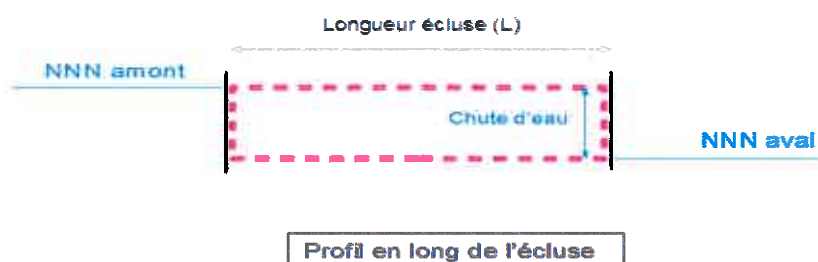 Longueur écluse (L)
NNN amont
Chute d'eau
NNN aval
Profil en long de l'écluse